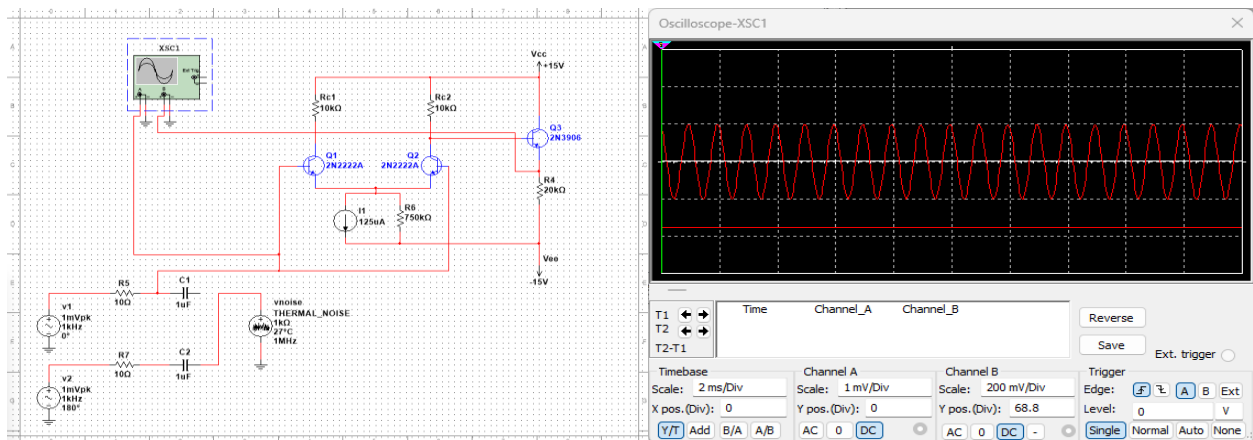 XSC1
Ext Trig
A
B
Vcc
+15V
Rc1
10kΩ
Rc2
10kΩ
Q3
2N3906
Q1
2N2222A
Q2
2N2222A
R4
20kΩ
I1
125uA
R6
750kΩ
Vee
-15V
R5
10Ω
C1
1uF
v1
1mVpk
1kHz
0°
vnoise
THERMAL_NOISE
1kΩ
27°C
1MHz
R7
10Ω
C2
1uF
v2
1mVpk
1kHz
180°
Oscilloscope-XSC1
Time Channel_A Channel_B
T1
T2
T2-T1
Reverse
Save
Ext. trigger
Timebase
Scale: 2 ms/Div
X pos.(Div): 0
Y/T Add B/A A/B
Channel A
Scale: 1 mV/Div
Y pos.(Div): 0
AC 0 DC
Channel B
Scale: 200 mV/Div
Y pos.(Div): 68.8
AC 0 DC -
Trigger
Edge: A B Ext
Level: 0 V
Single Normal Auto None